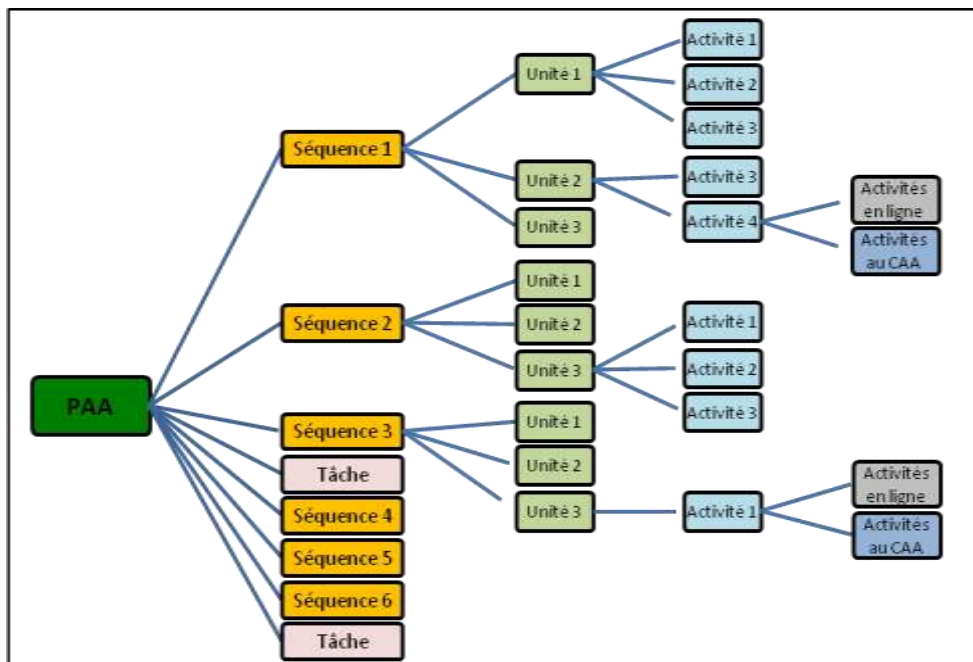 PAA
Séquence 1
Unité 1
Activité 1
Activité 2
Activité 3
Unité 2
Activité 3
Activité 4
Activités
en ligne
Activités
au CAA
Unité 3
Séquence 2
Unité 1
Unité 2
Unité 3
Activité 1
Activité 2
Activité 3
Séquence 3
Unité 1
Unité 2
Unité 3
Activité 1
Activités
en ligne
Activités
au CAA
Tâche
Séquence 4
Séquence 5
Séquence 6
Tâche